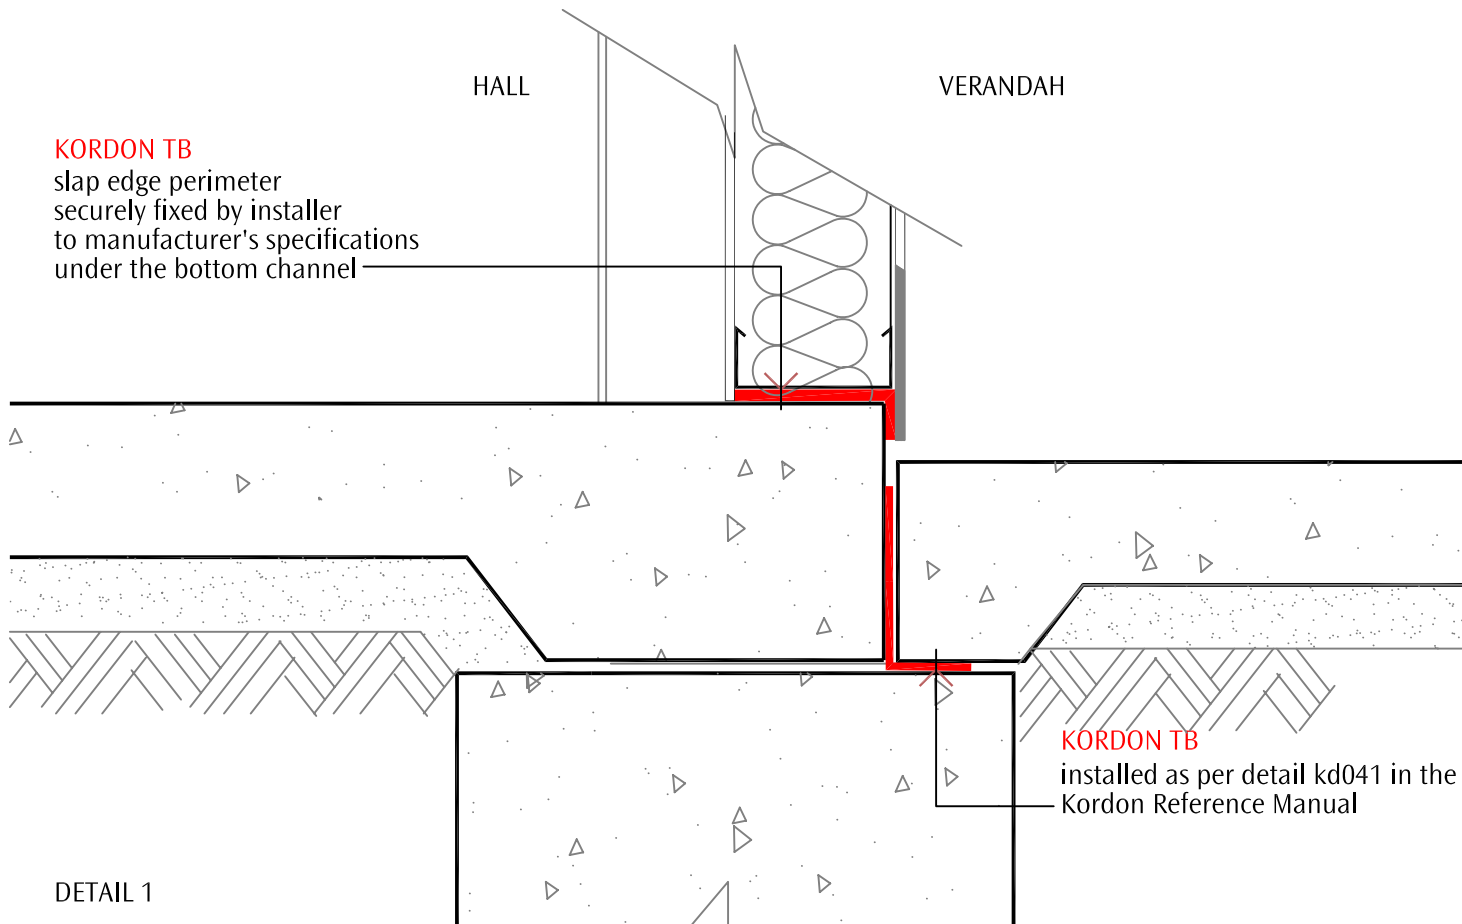 HALL
VERANDAH
KORDON TB
slap edge perimeter
securely fixed by installer
to manufacturer's specifications
under the bottom channel
KORDON TB
installed as per detail kd041 in the
Kordon Reference Manual
DETAIL 1